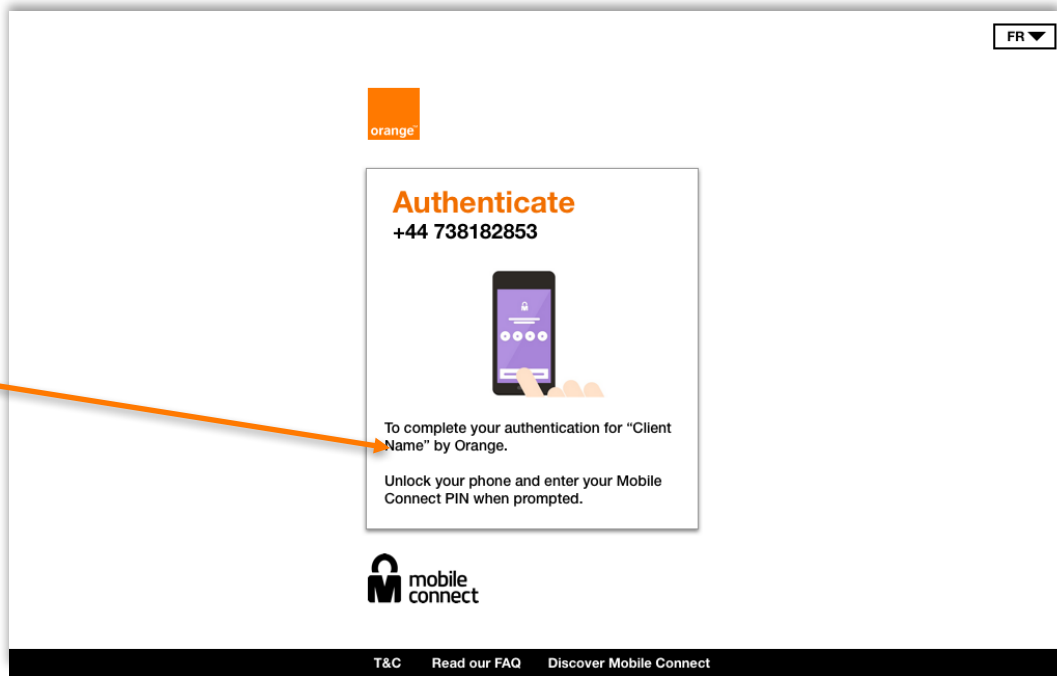 FR
orange™
Authenticate
+44 738182853
To complete your authentication for “Client
Name” by Orange.
Unlock your phone and enter your Mobile
Connect PIN when prompted.
mobile
connect
T&C Read our FAQ Discover Mobile Connect